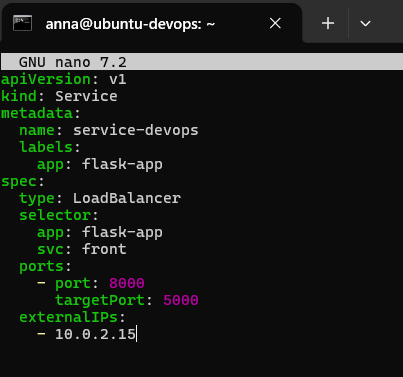 anna@ubuntu-devops: ~
GNU nano 7.2
apiVersion: v1
kind: Service
metadata:
  name: service-devops
  labels:
    app: flask-app
spec:
  type: LoadBalancer
  selector:
    app: flask-app
    svc: front
  ports:
    - port: 8000
      targetPort: 5000
  externalIPs:
    - 10.0.2.15